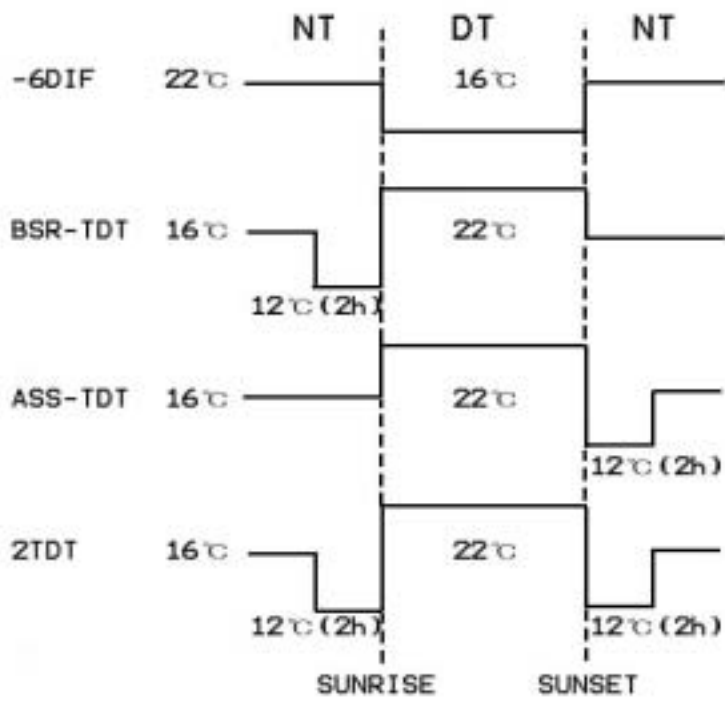 NT DT NT
-6DIF 22℃ 16℃
BSR-TDT 16℃ 22℃
12℃(2h)
ASS-TDT 16℃ 22℃
12℃(2h)
2TDT 16℃ 22℃
12℃(2h) 12℃(2h)
SUNRISE SUNSET